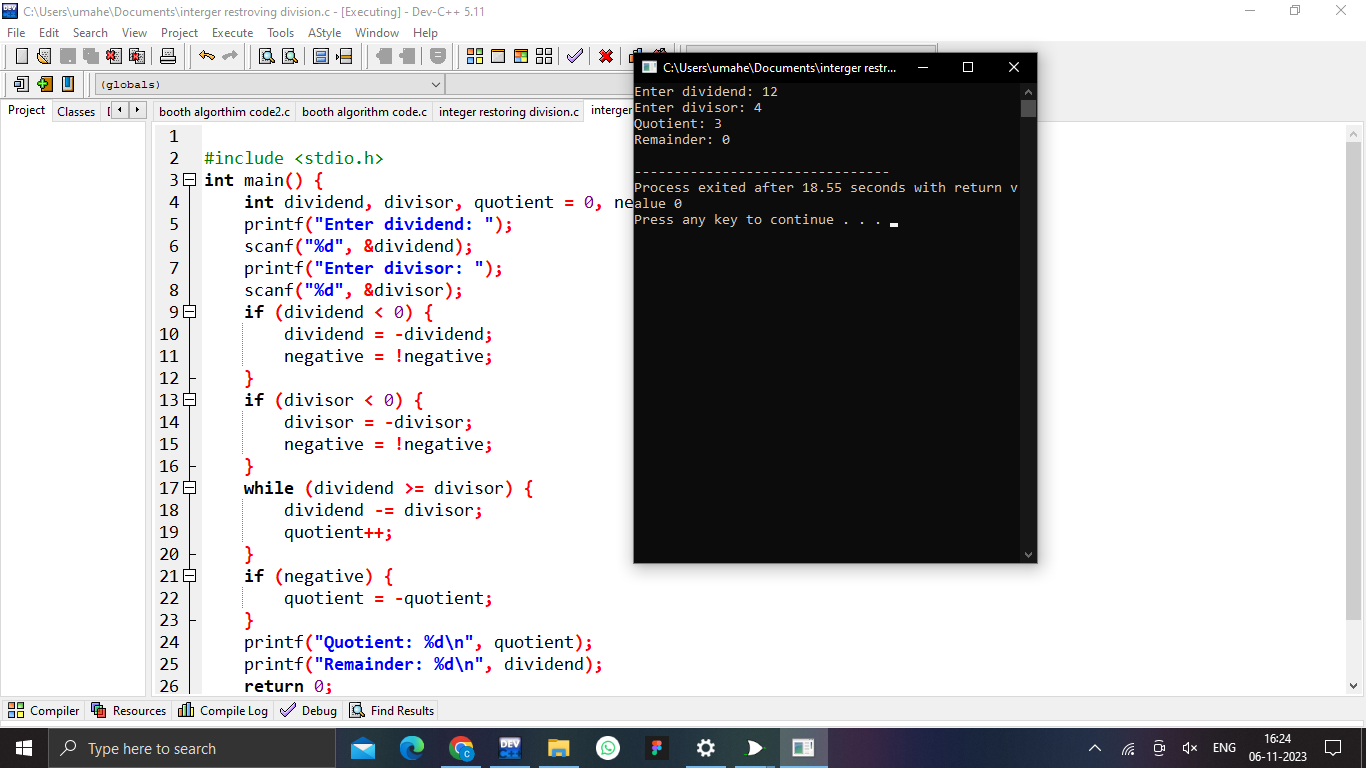 C:\Users\umahe\Documents\interger restroving division.c - [Executing] - Dev-C++ 5.11
File Edit Search View Project Execute Tools AStyle Window Help
(globals)
Project Classes
booth algorthim code2.c booth algorithm code.c integer restoring division.c interger
1
2 #include <stdio.h>
3 int main() {
4 int dividend, divisor, quotient = 0, ne
5 printf("Enter dividend: ");
6 scanf("%d", &dividend);
7 printf("Enter divisor: ");
8 scanf("%d", &divisor);
9 if (dividend < 0) {
10 dividend = -dividend;
11 negative = !negative;
12 }
13 if (divisor < 0) {
14 divisor = -divisor;
15 negative = !negative;
16 }
17 while (dividend >= divisor) {
18 dividend -= divisor;
19 quotient++;
20 }
21 if (negative) {
22 quotient = -quotient;
23 }
24 printf("Quotient: %d\n", quotient);
25 printf("Remainder: %d\n", dividend);
26 return 0;
C:\Users\umahe\Documents\interger restr...
Enter dividend: 12
Enter divisor: 4
Quotient: 3
Remainder: 0
--------------------------------
Process exited after 18.55 seconds with return v
alue 0
Press any key to continue . . .
Compiler Resources Compile Log Debug Find Results
Type here to search
DEV
C
ENG
16:24
06-11-2023